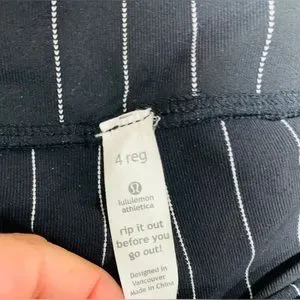 4 reg
lululemon
athletica
rip it out
before you
go out!
Designed in
Vancouver
Made in China